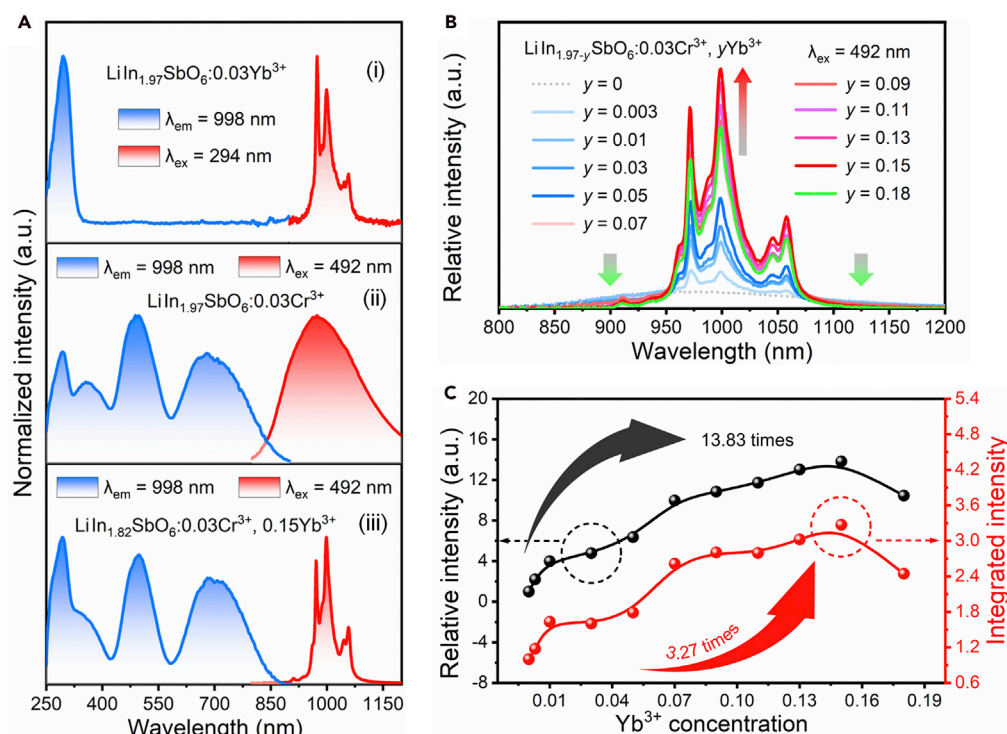 A
LiIn1.97SbO6:0.03Yb3+
(i)
λem = 998 nm
λex = 294 nm
λem = 998 nm
λex = 492 nm
LiIn1.97SbO6:0.03Cr3+
(ii)
λem = 998 nm
λex = 492 nm
LiIn1.82SbO6:0.03Cr3+, 0.15Yb3+
(iii)
Normalized intensity (a.u.)
250 400 550 700 850 1000 1150
Wavelength (nm)
B
LiIn1.97-ySbO6:0.03Cr3+, yYb3+
λex = 492 nm
y = 0
y = 0.003
y = 0.01
y = 0.03
y = 0.05
y = 0.07
y = 0.09
y = 0.11
y = 0.13
y = 0.15
y = 0.18
Relative intensity (a.u.)
800 850 900 950 1000 1050 1100 1150 1200
Wavelength (nm)
C
20
16
12
8
4
0
-4
-8
Relative intensity (a.u.)
13.83 times
3.27 times
5.4
4.8
4.2
3.6
3.0
2.4
1.8
1.2
0.6
Integrated intensity
0.01 0.04 0.07 0.10 0.13 0.16 0.19
Yb3+ concentration